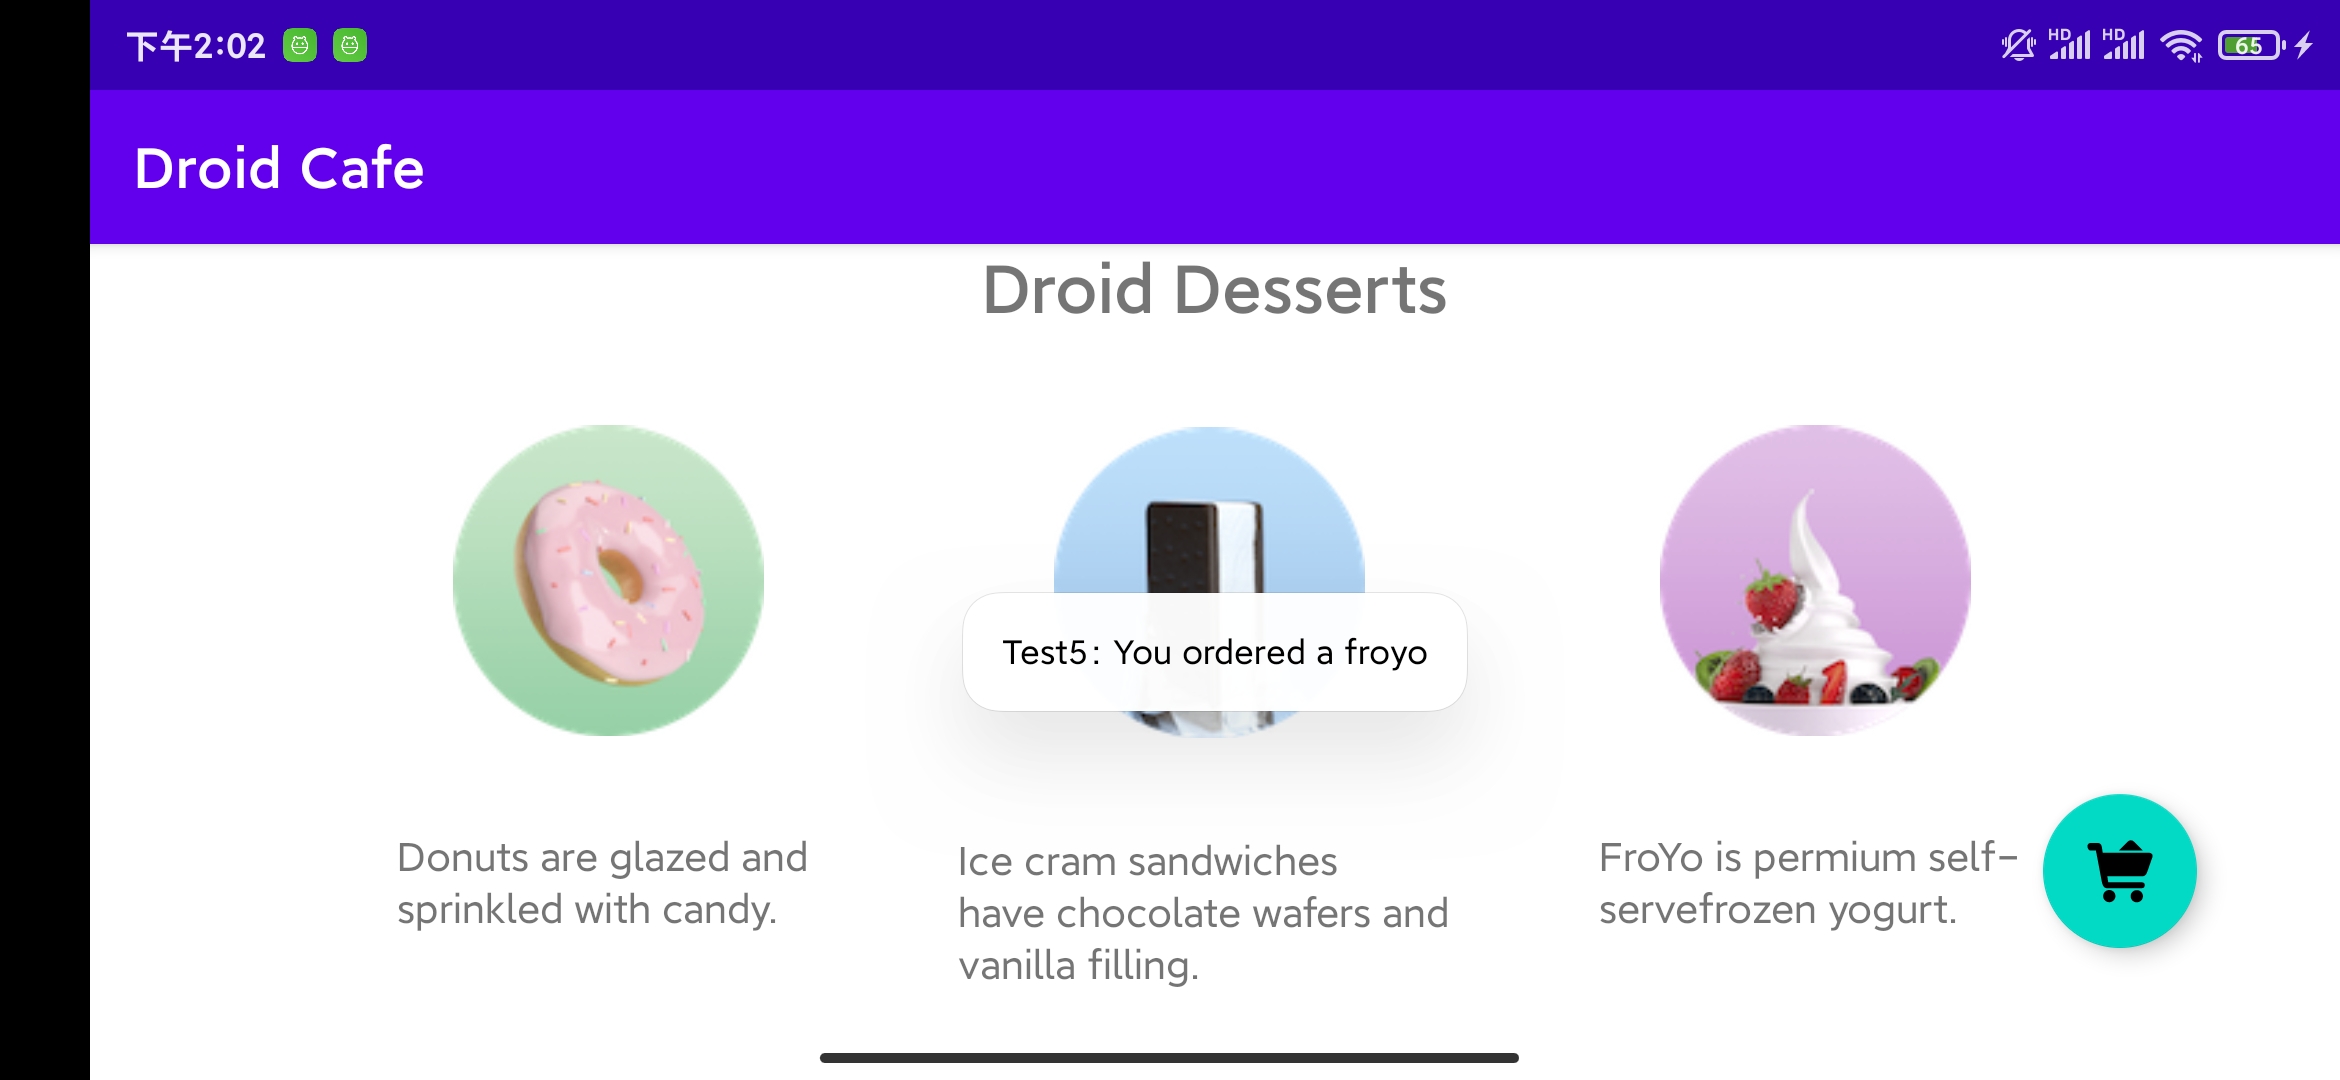 下午2:02
HD HD 65
Droid Cafe
Droid Desserts
Test5: You ordered a froyo
Donuts are glazed and
sprinkled with candy.
Ice cram sandwiches
have chocolate wafers and
vanilla filling.
FroYo is permium self-
servefrozen yogurt.